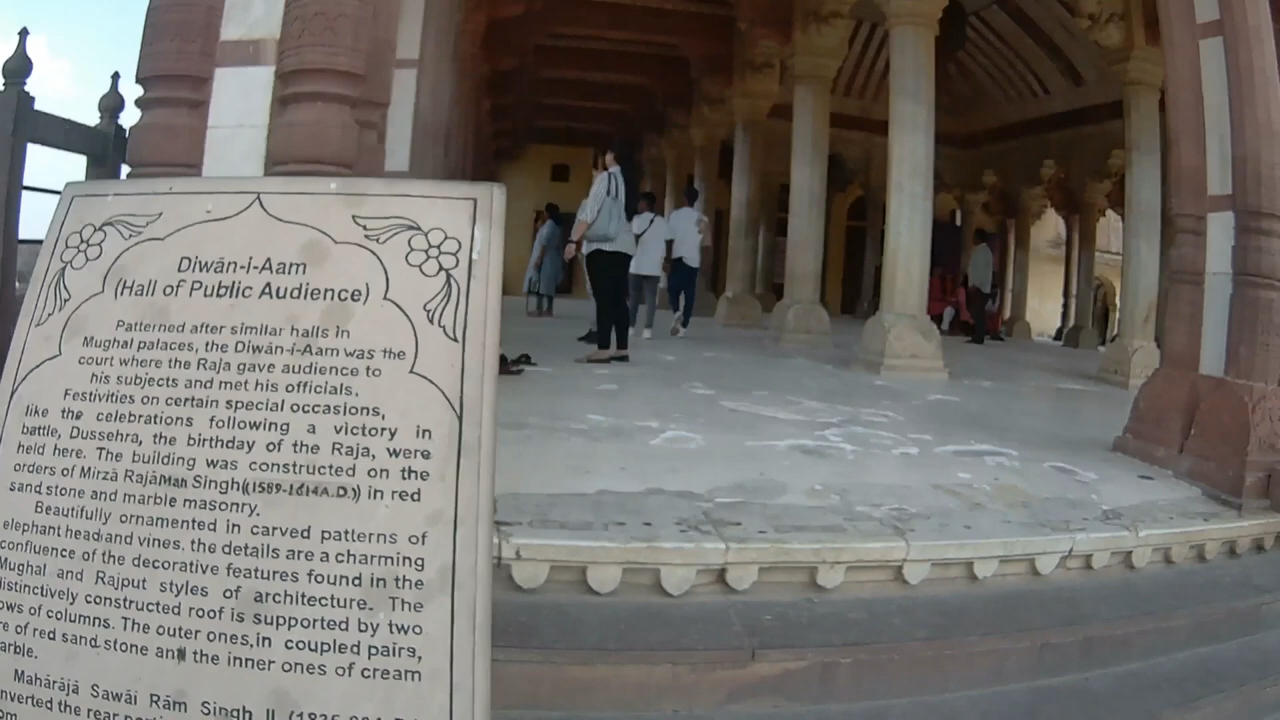 Diwān-i-Aam
(Hall of Public Audience)
Patterned after similar halls in
Mughal palaces, the Diwān-i-Aam was the
court where the Raja gave audience to
his subjects and met his officials.
Festivities on certain special occasions,
like the celebrations following a victory in
battle, Dussehra, the birthday of the Raja, were
held here. The building was constructed on the
orders of Mirzā RajāMan Singh((1589-1614A.D.)) in red
sand stone and marble masonry.
Beautifully ornamented in carved patterns of
elephant head and vines. the details are a charming
confluence of the decorative features found in the
Mughal and Rajput styles of architecture. The
distinctively constructed roof is supported by two
ows of columns. The outer ones,in coupled pairs,
re of red sand stone and the inner ones of cream
arble.
Mahārājā Sawāi Rām Singh II
nverted the rear